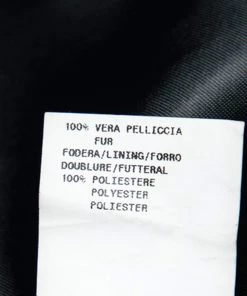 100% VERA PELLICCIA
FUR
FODERA/LINING/FORRO
DOUBLURE/FUTTERAL
100% POLIESTERE
POLYESTER
POLIESTER